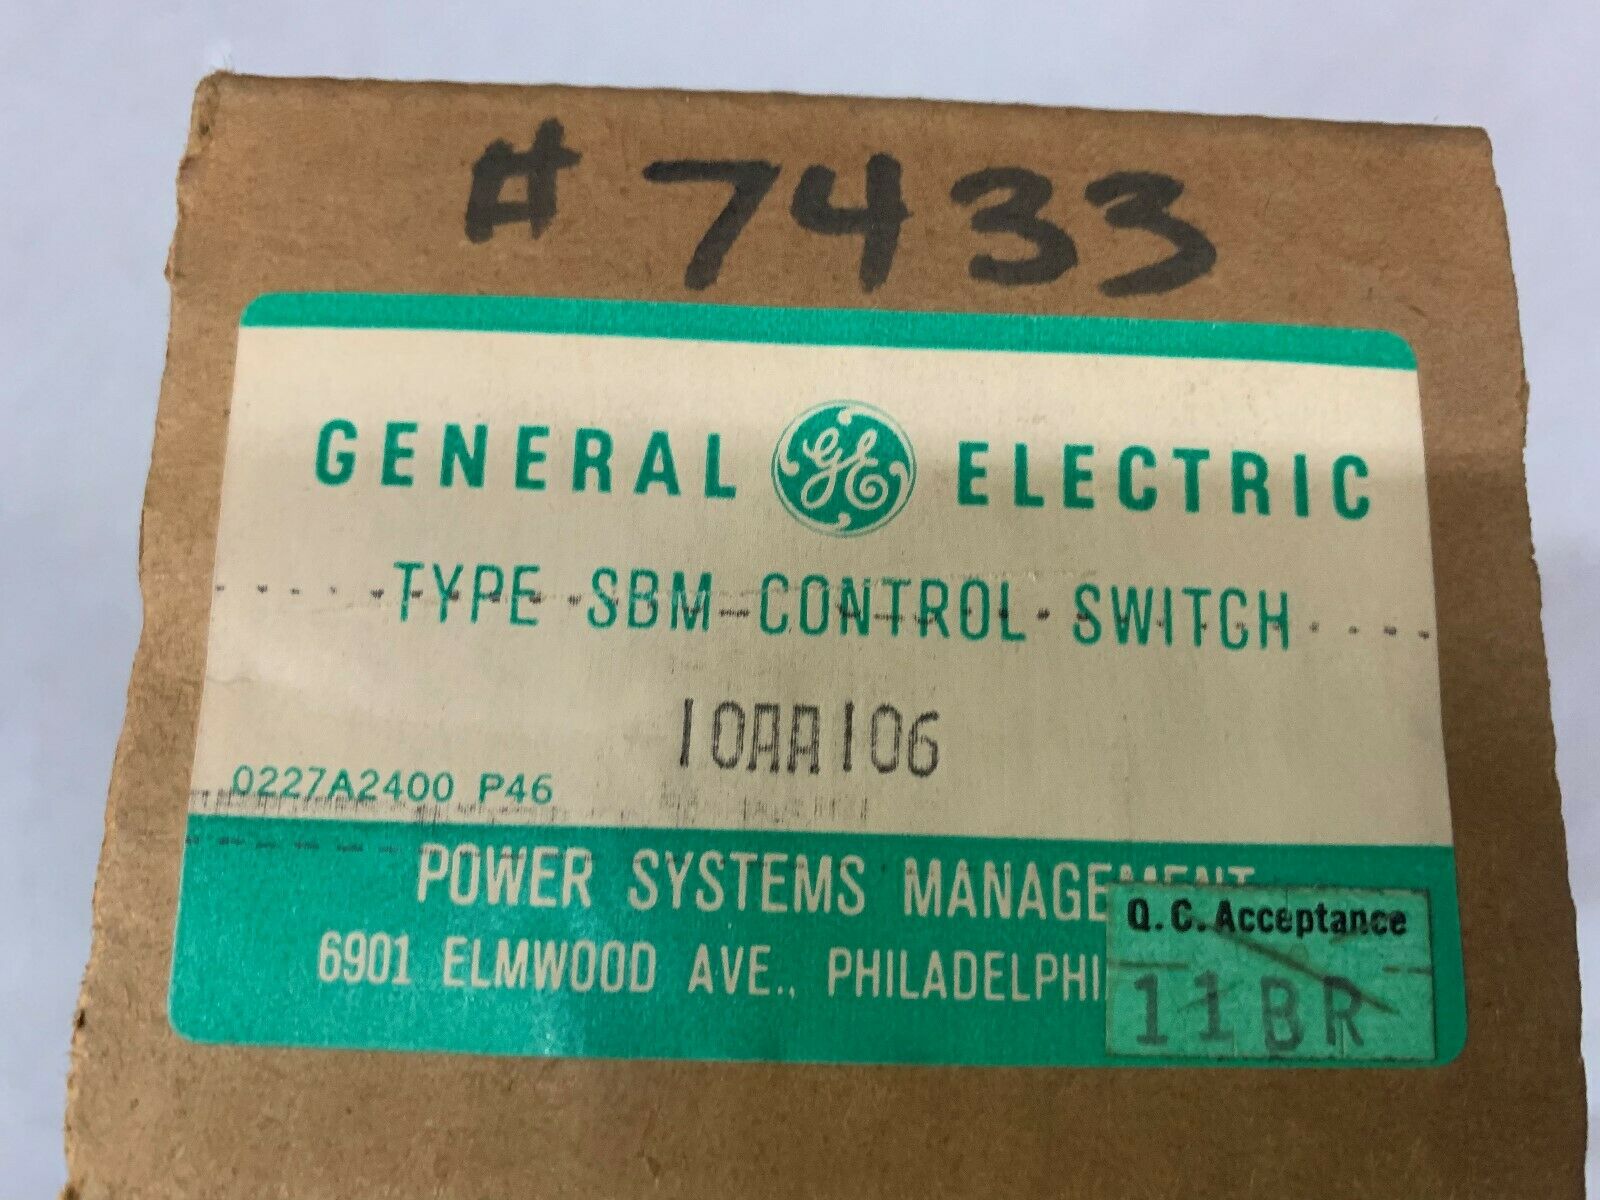 # 7433
GENERAL GE ELECTRIC
TYPE SBM CONTROL SWITCH
10AA106
0227A2400 P46
POWER SYSTEMS MANAGEMENT
6901 ELMWOOD AVE., PHILADELPHI
Q.C. Acceptance
11BR